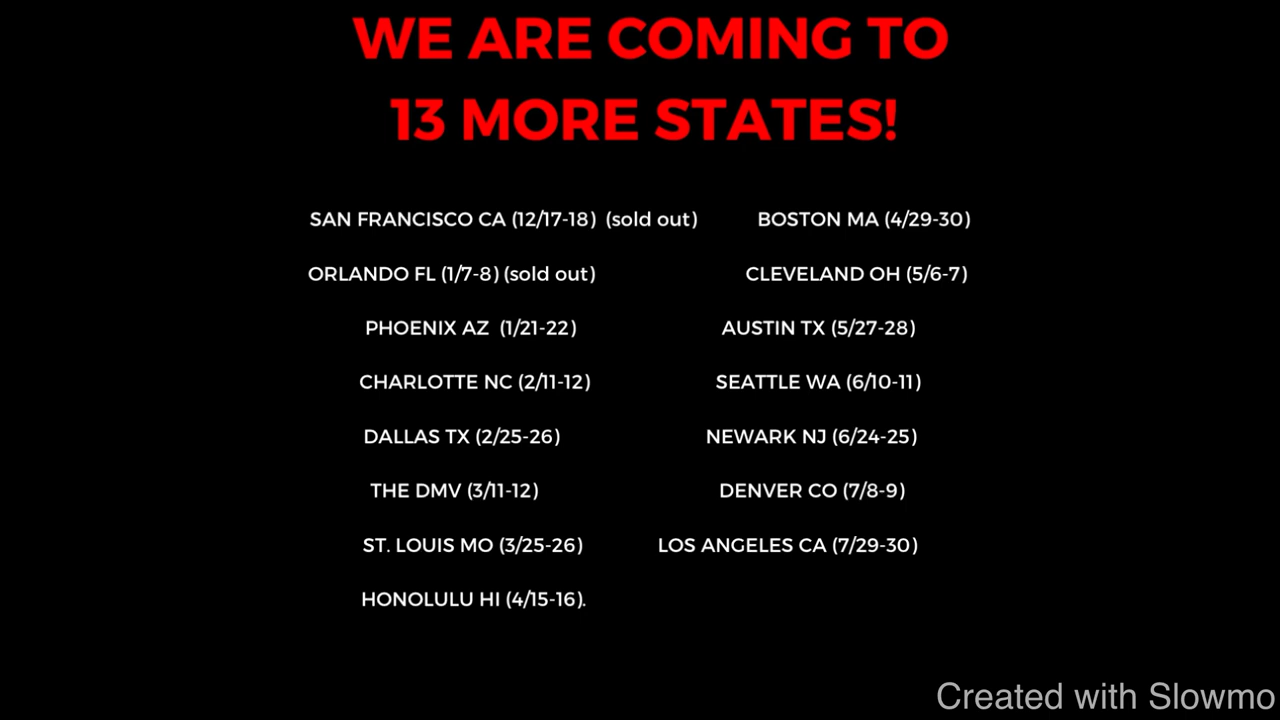 WE ARE COMING TO
13 MORE STATES!
SAN FRANCISCO CA (12/17-18) (sold out)
ORLANDO FL (1/7-8) (sold out)
PHOENIX AZ (1/21-22)
CHARLOTTE NC (2/11-12)
DALLAS TX (2/25-26)
THE DMV (3/11-12)
ST. LOUIS MO (3/25-26)
HONOLULU HI (4/15-16).
BOSTON MA (4/29-30)
CLEVELAND OH (5/6-7)
AUSTIN TX (5/27-28)
SEATTLE WA (6/10-11)
NEWARK NJ (6/24-25)
DENVER CO (7/8-9)
LOS ANGELES CA (7/29-30)
Created with Slowmo